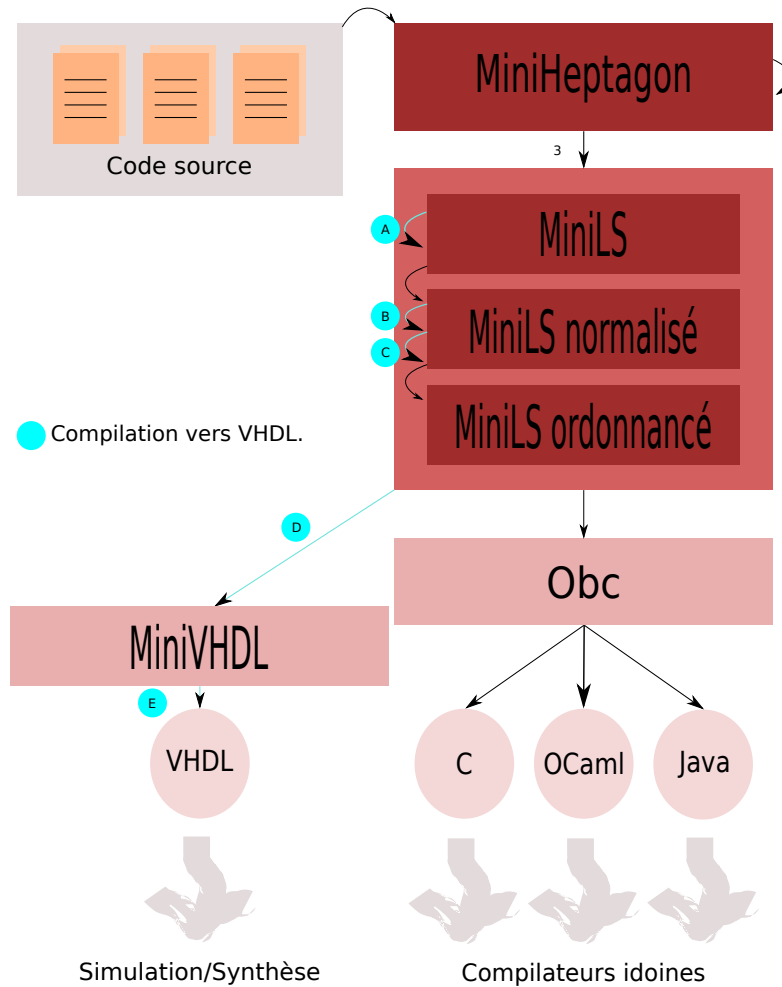 MiniHeptagon
Code source
3
A
MiniLS
B
MiniLS normalisé
C
MiniLS ordonnancé
Compilation vers VHDL.
D
Obc
MiniVHDL
E
VHDL
C
OCaml
Java
Simulation/Synthèse
Compilateurs idoines